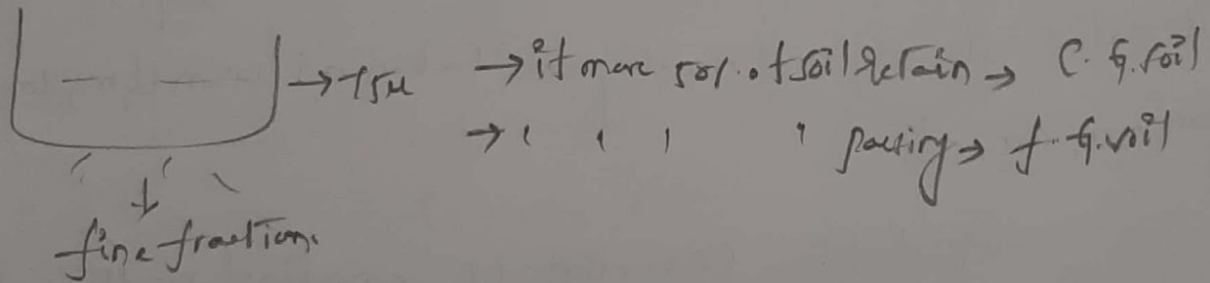 → 75µ → if more 50%. of soil retain → C. G. soil
→ ' ' ' ' passing → f. G. soil
fine fraction.